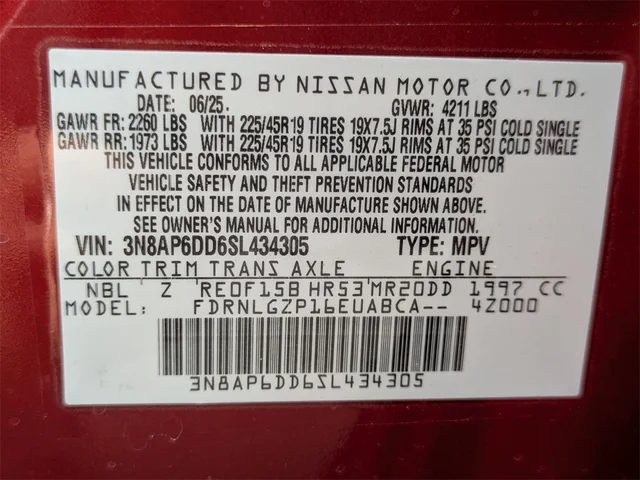 MANUFACTURED BY NISSAN MOTOR CO., LTD.
DATE: 06/25. GVWR: 4211 LBS
GAWR FR: 2260 LBS WITH 225/45R19 TIRES 19X7.5J RIMS AT 35 PSI COLD SINGLE
GAWR RR: 1973 LBS WITH 225/45R19 TIRES 19X7.5J RIMS AT 35 PSI COLD SINGLE
THIS VEHICLE CONFORMS TO ALL APPLICABLE FEDERAL MOTOR
VEHICLE SAFETY AND THEFT PREVENTION STANDARDS
IN EFFECT ON THE DATE OF MANUFACTURE SHOWN ABOVE.
SEE OWNER'S MANUAL FOR ADDITIONAL INFORMATION
VIN: 3N8AP6DD6SL434305 TYPE: MPV
COLOR TRIM TRANS AXLE ENGINE
NBL Z RE0F15B HR53 MR20DD 1997 CC
MODEL: FDRNLGZP16EUABCA-- 4Z000
3N8AP6DD6SL434305